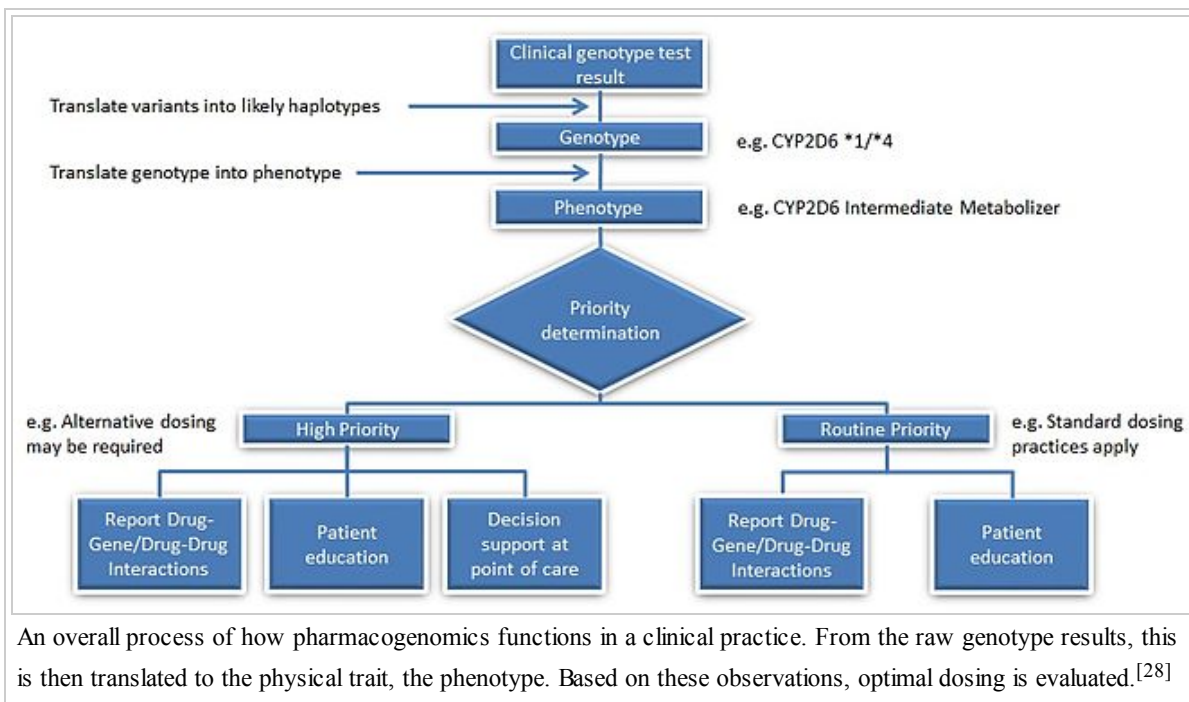 Clinical genotype test
result
Translate variants into likely haplotypes
Genotype
e.g. CYP2D6 *1/*4
Translate genotype into phenotype
Phenotype
e.g. CYP2D6 Intermediate Metabolizer
Priority
determination
e.g. Alternative dosing
may be required
High Priority
Routine Priority
e.g. Standard dosing
practices apply
Report Drug-
Gene/Drug-Drug
Interactions
Patient
education
Decision
support at
point of care
Report Drug-
Gene/Drug-Drug
Interactions
Patient
education
An overall process of how pharmacogenomics functions in a clinical practice. From the raw genotype results, this
is then translated to the physical trait, the phenotype. Based on these observations, optimal dosing is evaluated.[28]